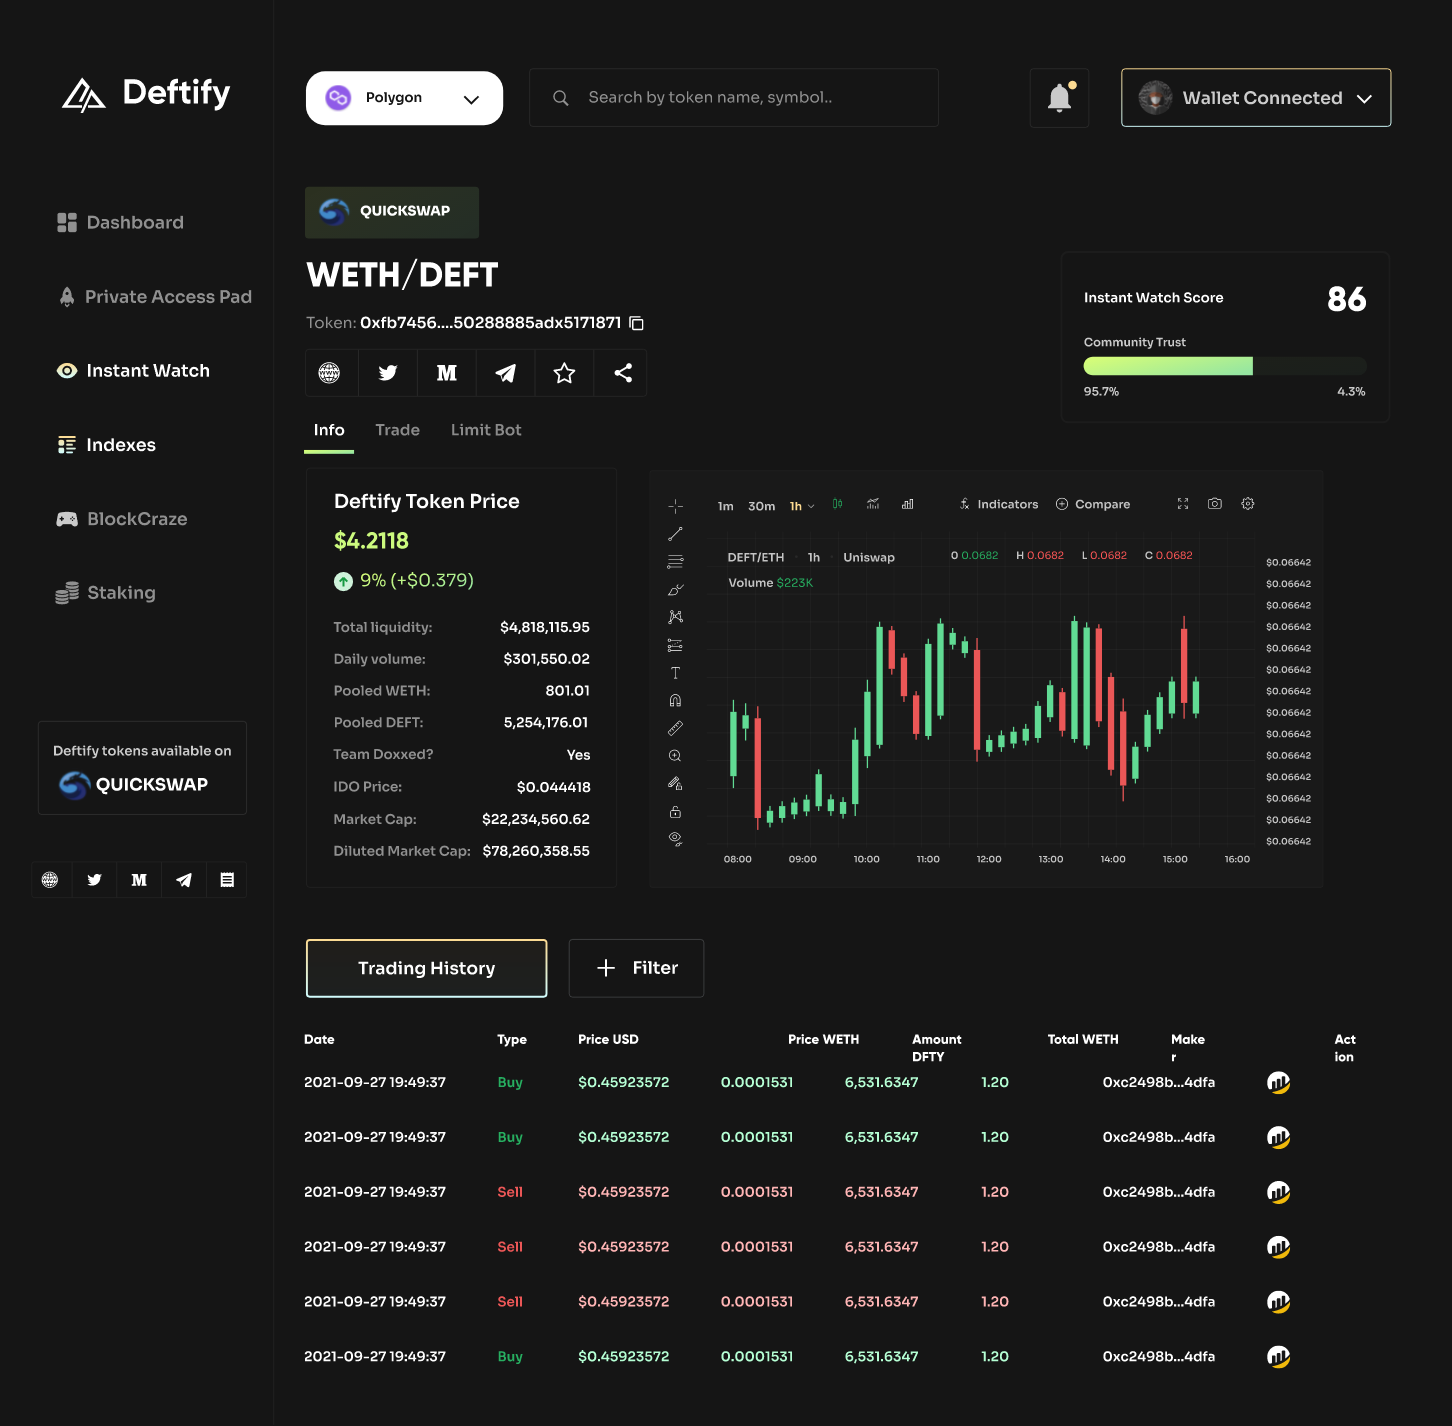 Deftify
Polygon
Search by token name, symbol..
Wallet Connected
Dashboard
Private Access Pad
Instant Watch
Indexes
BlockCraze
Staking
Deftify tokens available on
QUICKSWAP
M
QUICKSWAP
WETH/DEFT
Token: 0xfb7456....50288885adx5171871
M
Instant Watch Score
86
Community Trust
95.7% 4.3%
Info Trade Limit Bot
Deftify Token Price
$4.2118
9% (+$0.379)
Total liquidity: $4,818,115.95
Daily volume: $301,550.02
Pooled WETH: 801.01
Pooled DEFT: 5,254,176.01
Team Doxxed? Yes
IDO Price: $0.044418
Market Cap: $22,234,560.62
Diluted Market Cap: $78,260,358.55
1m 30m 1h Indicators Compare
DEFT/ETH · 1h · Uniswap O 0.0682 H 0.0682 L 0.0682 C 0.0682
Volume $223K
$0.06642
$0.06642
$0.06642
$0.06642
$0.06642
$0.06642
$0.06642
$0.06642
$0.06642
$0.06642
$0.06642
$0.06642
$0.06642
$0.06642
08:00 09:00 10:00 11:00 12:00 13:00 14:00 15:00 16:00
Trading History
Filter
Date Type Price USD Price WETH Amount DFTY Total WETH Make r Act ion
2021-09-27 19:49:37 Buy $0.45923572 0.0001531 6,531.6347 1.20 0xc2498b...4dfa
2021-09-27 19:49:37 Buy $0.45923572 0.0001531 6,531.6347 1.20 0xc2498b...4dfa
2021-09-27 19:49:37 Sell $0.45923572 0.0001531 6,531.6347 1.20 0xc2498b...4dfa
2021-09-27 19:49:37 Sell $0.45923572 0.0001531 6,531.6347 1.20 0xc2498b...4dfa
2021-09-27 19:49:37 Sell $0.45923572 0.0001531 6,531.6347 1.20 0xc2498b...4dfa
2021-09-27 19:49:37 Buy $0.45923572 0.0001531 6,531.6347 1.20 0xc2498b...4dfa